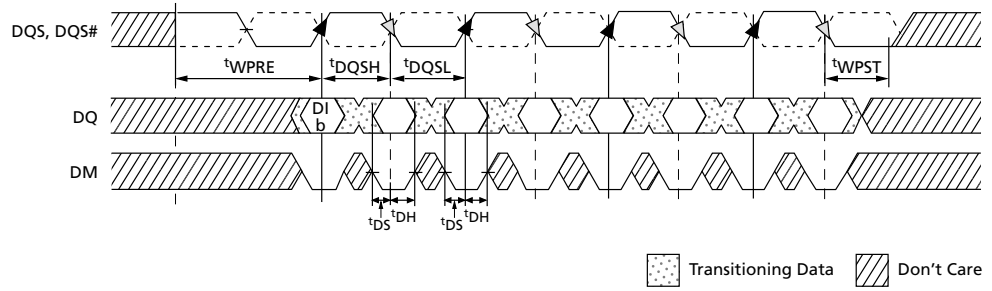 DQS, DQS#
tWPRE
tDQSH
tDQSL
tWPST
DQ
DI
b
DM
tDS
tDH
tDS
tDH
Transitioning Data
Don't Care